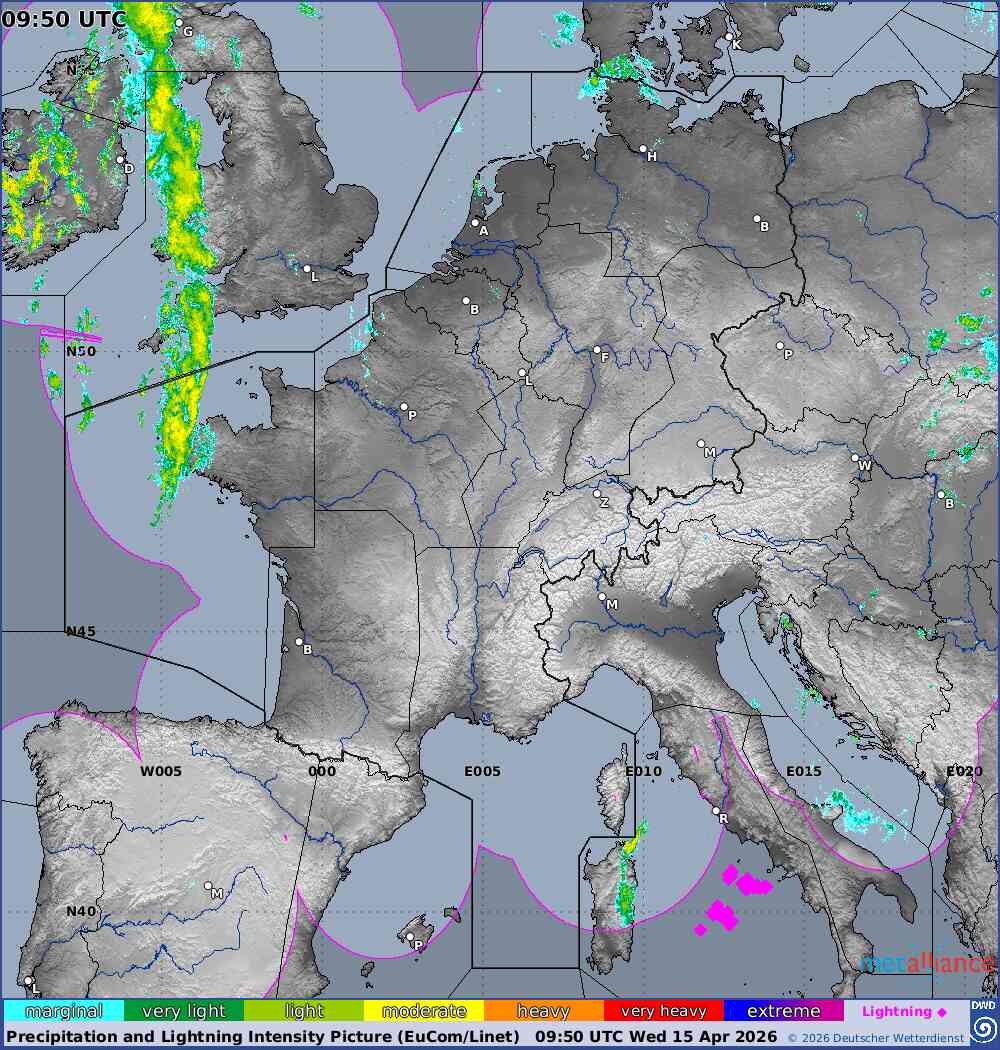 09:50 UTC
G
K
N
D
H
A
B
L
B
N50
F
P
L
P
M
W
Z
B
M
N45
B
W005
000
E005
E010
E015
E020
R
M
N40
P
L
metalliance
marginal very light light moderate heavy very heavy extreme Lightning
DWD
Precipitation and Lightning Intensity Picture (EuCom/Linet) 09:50 UTC Wed 15 Apr 2026 © 2026 Deutscher Wetterdienst